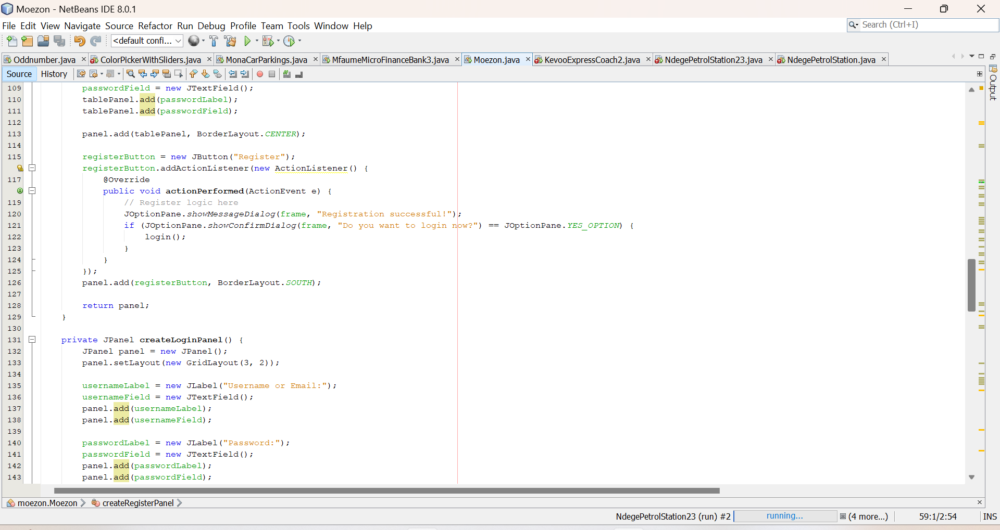 Moezon - NetBeans IDE 8.0.1
File Edit View Navigate Source Refactor Run Debug Profile Team Tools Window Help
Search (Ctrl+I)
<default confi...
Oddnumber.java ColorPickerWithSliders.java MonaCarParkings.java MfaumeMicroFinanceBank3.java Moezon.java KevooExpressCoach2.java NdegePetrolStation23.java NdegePetrolStation.java
Source History
Output
109 passwordField = new JTextField();
110 tablePanel.add(passwordLabel);
111 tablePanel.add(passwordField);
112
113 panel.add(tablePanel, BorderLayout.CENTER);
114
115 registerButton = new JButton("Register");
registerButton.addActionListener(new ActionListener() {
117 @Override
public void actionPerformed(ActionEvent e) {
119 // Register logic here
120 JOptionPane.showMessageDialog(frame, "Registration successful!");
121 if (JOptionPane.showConfirmDialog(frame, "Do you want to login now?") == JOptionPane.YES_OPTION) {
122 login();
123 }
124 }
125 });
126 panel.add(registerButton, BorderLayout.SOUTH);
127
128 return panel;
129 }
130
131 private JPanel createLoginPanel() {
132 JPanel panel = new JPanel();
133 panel.setLayout(new GridLayout(3, 2));
134
135 usernameLabel = new JLabel("Username or Email:");
136 usernameField = new JTextField();
137 panel.add(usernameLabel);
138 panel.add(usernameField);
139
140 passwordLabel = new JLabel("Password:");
141 passwordField = new JTextField();
142 panel.add(passwordLabel);
143 panel.add(passwordField);
moezon.Moezon createRegisterPanel
NdegePetrolStation23 (run) #2 running... (4 more...) 59:1/2:54 INS